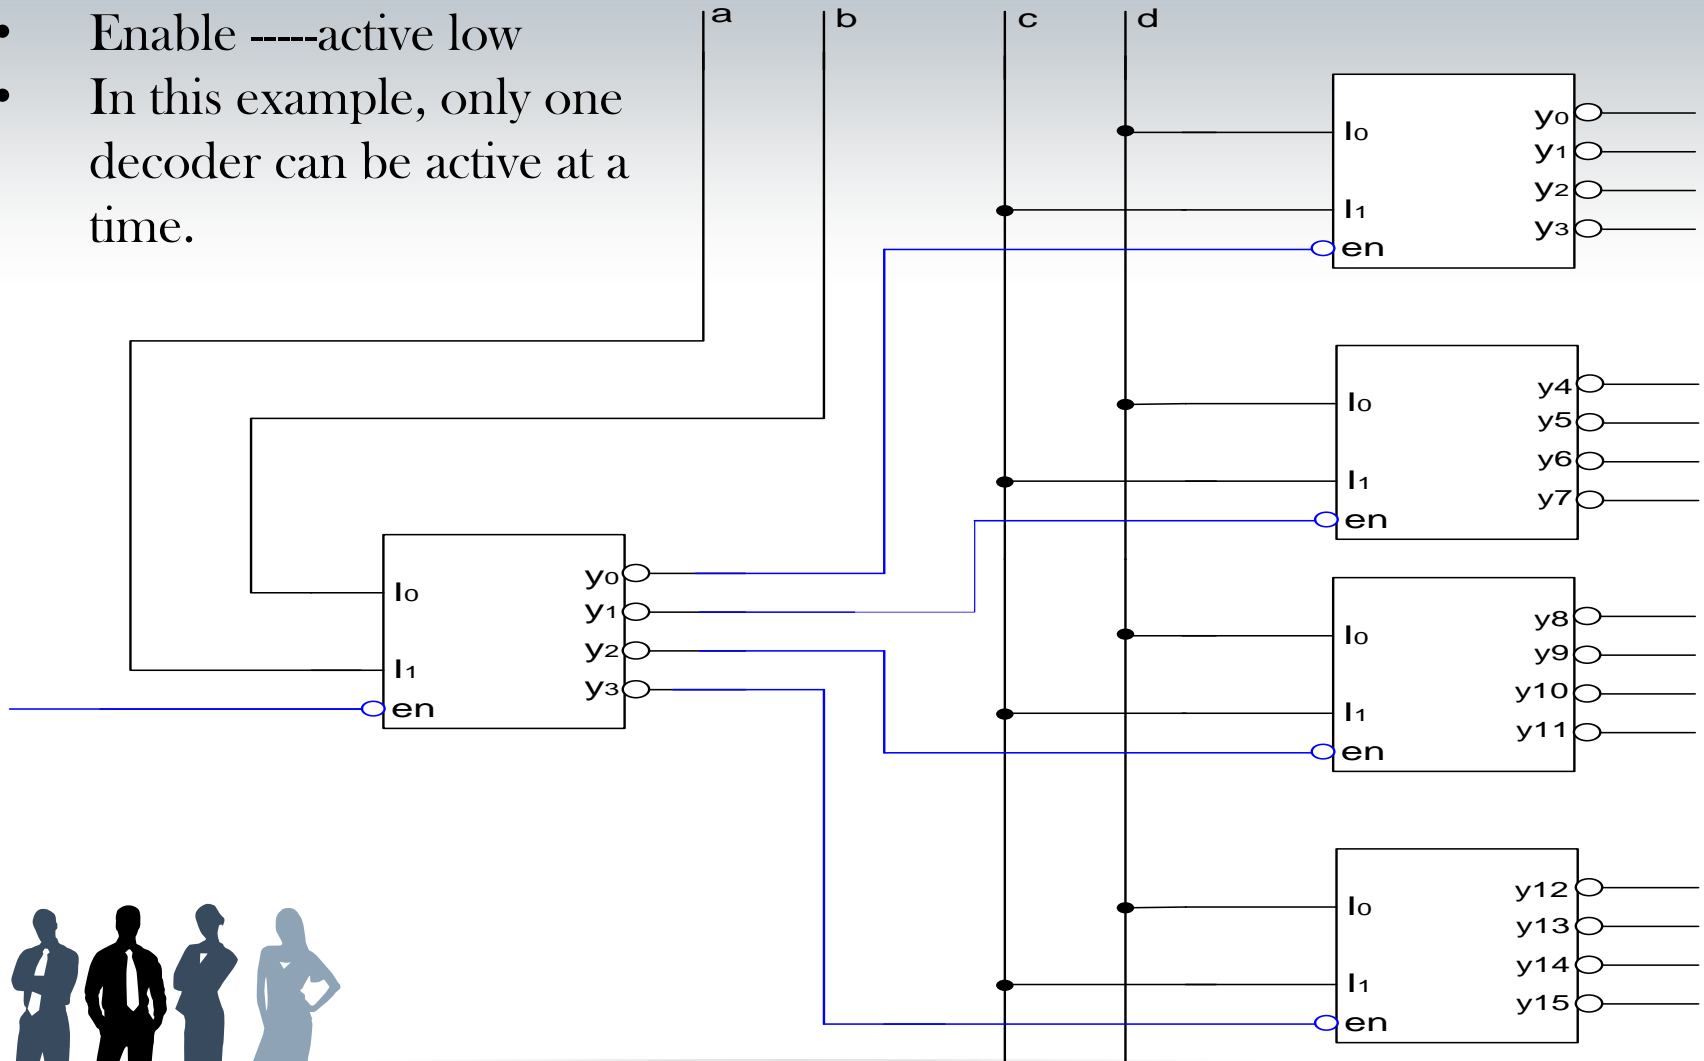 • Enable -----active low
• In this example, only one
decoder can be active at a
time.
a b c d
I0
I1
en
y0
y1
y2
y3
I0
I1
en
y4
y5
y6
y7
I0
I1
en
y0
y1
y2
y3
I0
I1
en
y8
y9
y10
y11
I0
I1
en
y12
y13
y14
y15